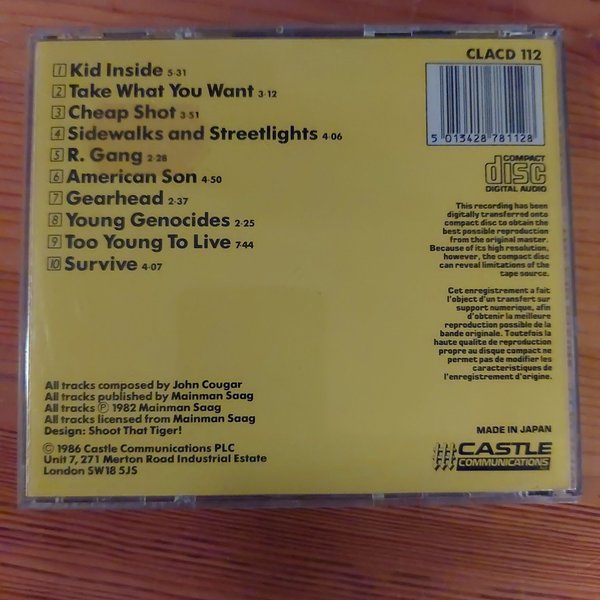 CLACD 112
1 Kid Inside 5·31
2 Take What You Want 3·12
3 Cheap Shot 3·51
4 Sidewalks and Streetlights 4·06
5 R. Gang 2·28
6 American Son 4·50
7 Gearhead 2·37
8 Young Genocides 2·25
9 Too Young To Live 7·44
10 Survive 4·07
5 013428 781128
COMPACT
disc
DIGITAL AUDIO
This recording has been
digitally transferred onto
compact disc to obtain the
best possible reproduction
from the original master.
Because of its high resolution,
however, the compact disc
can reveal limitations of the
tape source.
Cet enregistrement a fait
l'object d'un transfert sur
support numerique, afin
d'obtenir la meilleure
reproduction possible de la
bande originale. Toutefois la
haute qualite de reproduction
propre au disque compact ne
permet pas de modifier les
caracteristiques de
l'enregistrement d'origine.
All tracks composed by John Cougar
All tracks published by Mainman Saag
All tracks ℗ 1982 Mainman Saag
All tracks licensed from Mainman Saag
Design: Shoot That Tiger!
© 1986 Castle Communications PLC
Unit 7, 271 Merton Road Industrial Estate
London SW18 5JS
MADE IN JAPAN
CASTLE
COMMUNICATIONS